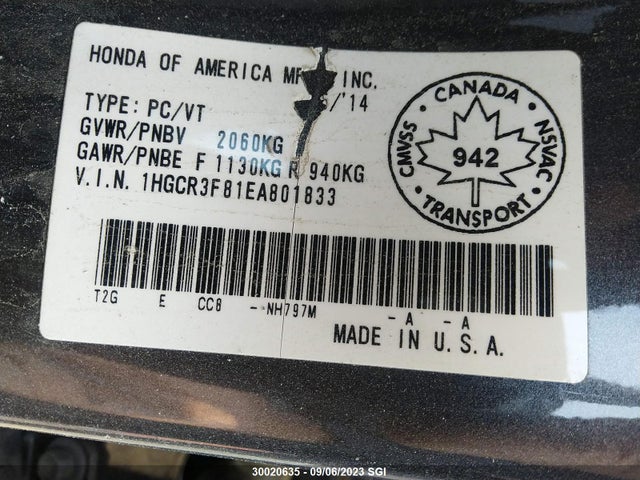 HONDA OF AMERICA INC.
/14
TYPE: PC/VT
GVWR/PNBV 2060KG
GAWR/PNBE F 1130KG R 940KG
V.I.N. 1HGCR3F81EA801833
CANADA
CMVSS
942
NSVAC
TRANSPORT
T2G E CC8 - NH797M - A - A
MADE IN U.S.A.
30020635 - 09/06/2023 SGI